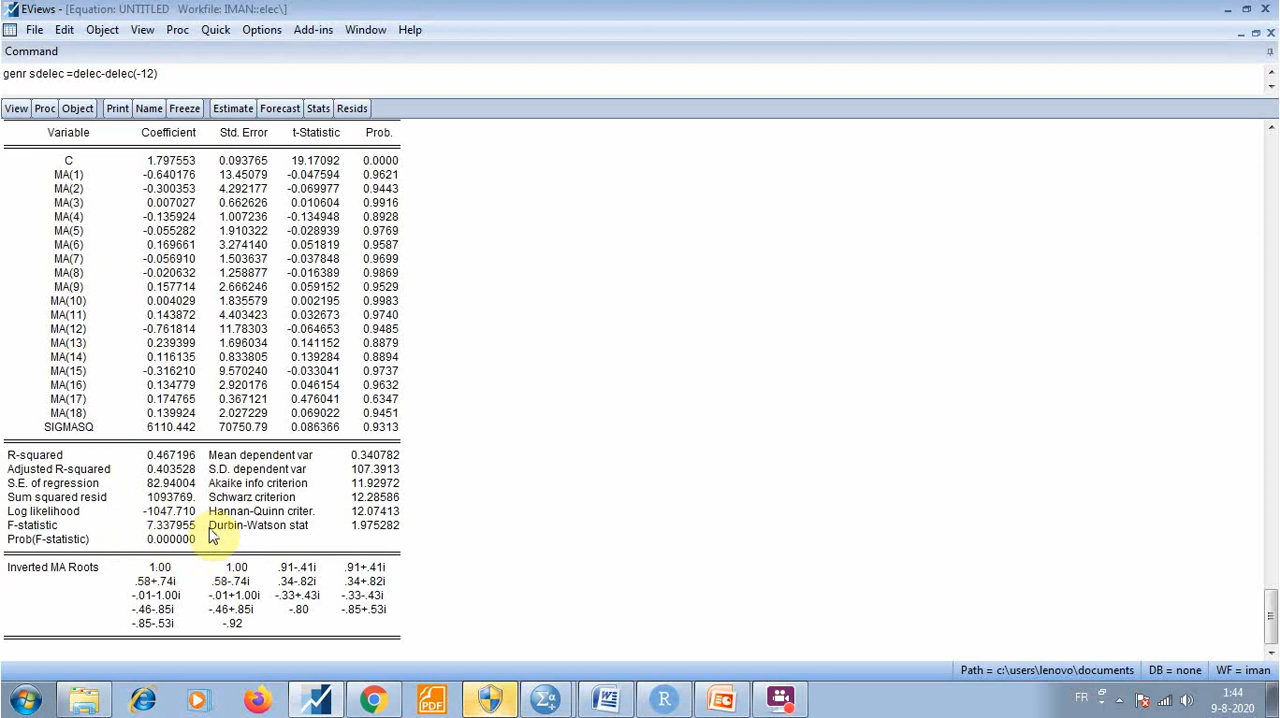 EViews - [Equation: UNTITLED   Workfile: IMAN::elec\]
File Edit Object View Proc Quick Options Add-ins Window Help
Command
genr sdelec =delec-delec(-12)
View Proc Object Print Name Freeze Estimate Forecast Stats Resids
Variable Coefficient Std. Error t-Statistic Prob.
C 1.797553 0.093765 19.17092 0.0000
MA(1) -0.640176 13.45079 -0.047594 0.9621
MA(2) -0.300353 4.292177 -0.069977 0.9443
MA(3) 0.007027 0.662626 0.010604 0.9916
MA(4) -0.135924 1.007236 -0.134948 0.8928
MA(5) -0.055282 1.910322 -0.028939 0.9769
MA(6) 0.169661 3.274140 0.051819 0.9587
MA(7) -0.056910 1.503637 -0.037848 0.9699
MA(8) -0.020632 1.258877 -0.016389 0.9869
MA(9) 0.157714 2.666246 0.059152 0.9529
MA(10) 0.004029 1.835579 0.002195 0.9983
MA(11) 0.143872 4.403423 0.032673 0.9740
MA(12) -0.761814 11.78303 -0.064653 0.9485
MA(13) 0.239399 1.696034 0.141152 0.8879
MA(14) 0.116135 0.833805 0.139284 0.8894
MA(15) -0.316210 9.570240 -0.033041 0.9737
MA(16) 0.134779 2.920176 0.046154 0.9632
MA(17) 0.174765 0.367121 0.476041 0.6347
MA(18) 0.139924 2.027229 0.069022 0.9451
SIGMASQ 6110.442 70750.79 0.086366 0.9313
R-squared 0.467196 Mean dependent var 0.340782
Adjusted R-squared 0.403528 S.D. dependent var 107.3913
S.E. of regression 82.94004 Akaike info criterion 11.92972
Sum squared resid 1093769. Schwarz criterion 12.28586
Log likelihood -1047.710 Hannan-Quinn criter. 12.07413
F-statistic 7.337955 Durbin-Watson stat 1.975282
Prob(F-statistic) 0.000000
Inverted MA Roots 1.00 1.00 .91-.41i .91+.41i
.58+.74i .58-.74i .34-.82i .34+.82i
-.01-1.00i -.01+1.00i -.33+.43i -.33-.43i
-.46-.85i -.46+.85i -.80 -.85+.53i
-.85-.53i -.92
Path = c:\users\lenovo\documents DB = none WF = iman
PDF W R P FR 1:44
9-8-2020